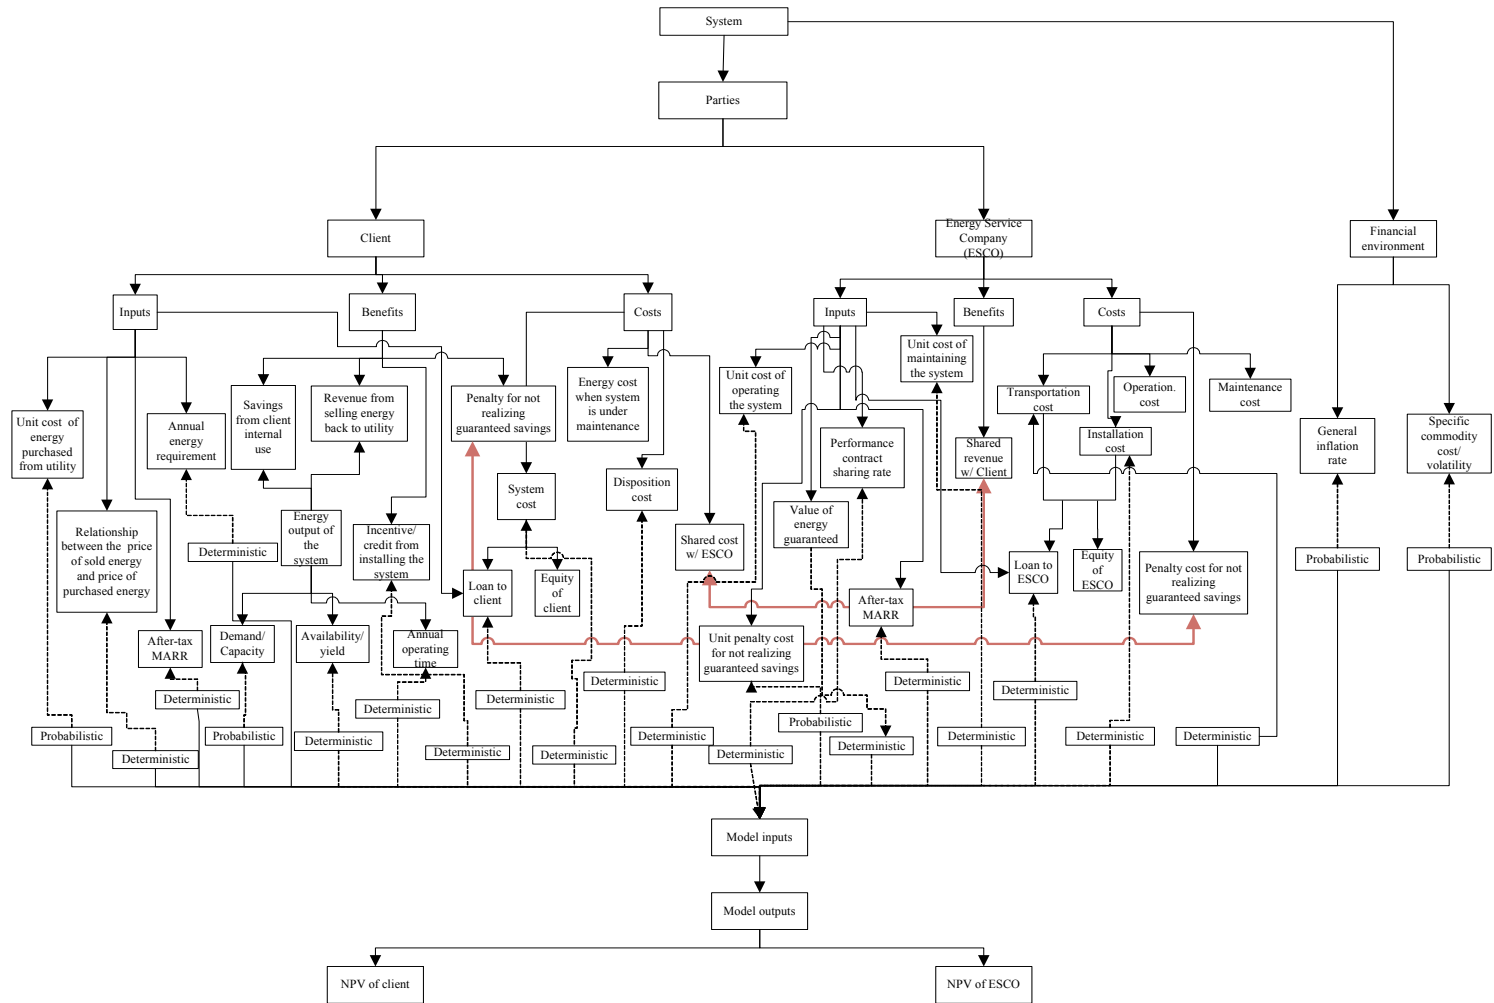 System
Parties
Client
Energy Service
Company
(ESCO)
Financial
environment
Inputs
Benefits
Costs
Inputs
Benefits
Costs
Unit cost of
energy
purchased
from utility
Annual
energy
requirement
Savings
from client
internal
use
Revenue from
selling energy
back to utility
Penalty for not
realizing
guaranteed savings
Energy cost
when system
is under
maintenance
Unit cost of
operating
the system
Unit cost of
maintaining
the system
Performance
contract
sharing rate
Shared
revenue
w/ Client
Transportation
cost
Operation.
cost
Maintenance
cost
Installation
cost
General
inflation
rate
Specific
commodity
cost/
volatility
Relationship
between the price
of sold energy
and price of
purchased energy
Deterministic
Energy
output of
the
system
Incentive/
credit from
installing the
system
System
cost
Disposition
cost
Shared cost
w/ ESCO
Value of
energy
guaranteed
Loan to
client
Equity
of
client
After-tax
MARR
Loan to
ESCO
Equity
of
ESCO
Penalty cost for not
realizing
guaranteed savings
Probabilistic
Probabilistic
After-tax
MARR
Demand/
Capacity
Availability/
yield
Annual
operating
time
Unit penalty cost
for not realizing
guaranteed savings
Deterministic
Deterministic
Deterministic
Deterministic
Deterministic
Deterministic
Probabilistic
Deterministic
Probabilistic
Deterministic
Deterministic
Deterministic
Deterministic
Deterministic
Probabilistic
Deterministic
Deterministic
Deterministic
Deterministic
Model inputs
Model outputs
NPV of client
NPV of ESCO